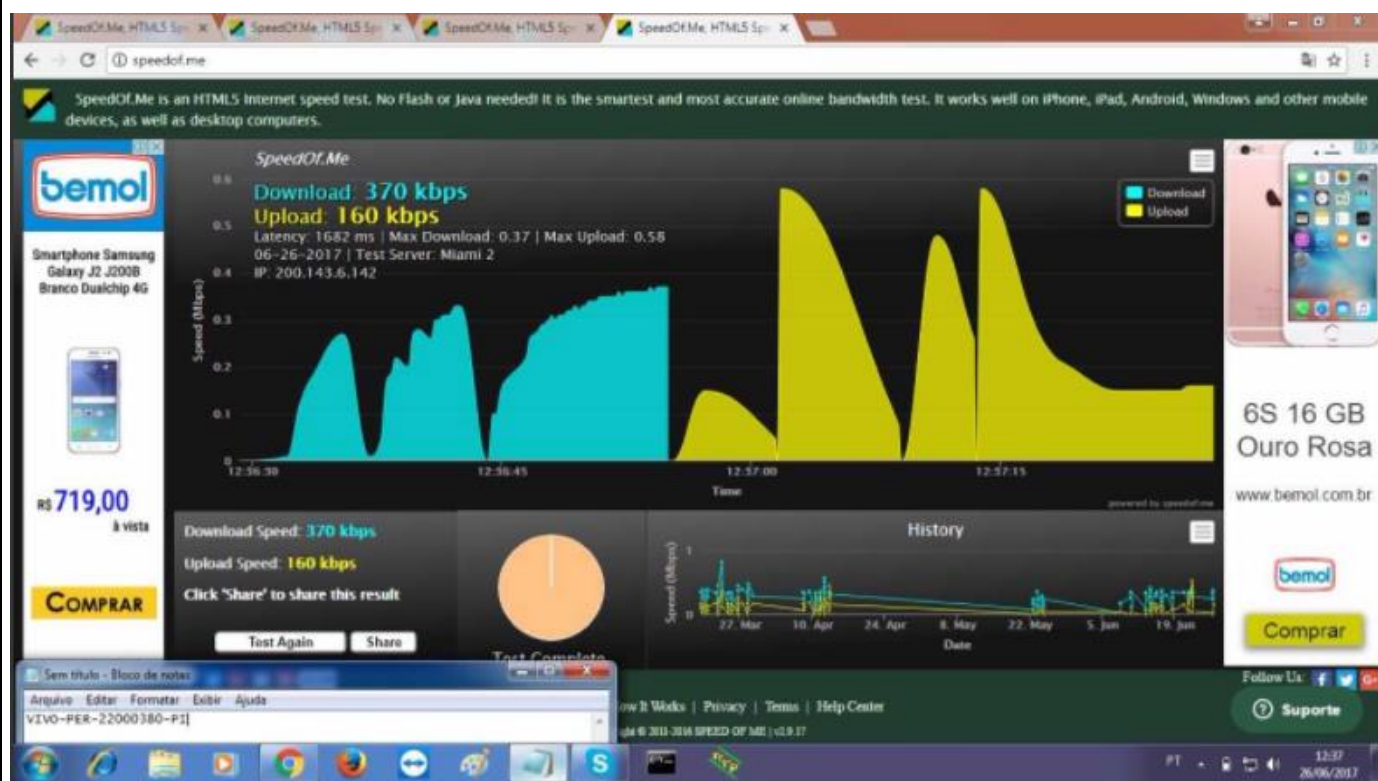 SpeedOf.Me, HTML5 Sp
SpeedOf.Me, HTML5 Sp
SpeedOf.Me, HTML5 Sp
SpeedOf.Me, HTML5 Sp
speedof.me
SpeedOf.Me is an HTML5 Internet speed test. No Flash or Java needed! It is the smartest and most accurate online bandwidth test. It works well on iPhone, iPad, Android, Windows and other mobile
devices, as well as desktop computers.
bemol
Smartphone Samsung
Galaxy J2 J200B
Branco Dualchip 4G
R$ 719,00
à vista
COMPRAR
SpeedOf.Me
Download: 370 kbps
Upload: 160 kbps
Latency: 1682 ms | Max Download: 0.37 | Max Upload: 0.58
06-26-2017 | Test Server: Miami 2
IP: 200.143.6.142
Download
Upload
Speed (Mbps)
0.6
0.5
0.4
0.3
0.2
0.1
0
12:36:30
12:36:45
12:37:00
12:37:15
Time
powered by speedof.me
6S 16 GB
Ouro Rosa
www.bemol.com.br
bemol
Comprar
Download Speed: 370 kbps
Upload Speed: 160 kbps
Click 'Share' to share this result
Test Again
Share
Test Complete
History
Speed (Mbps)
1
0
27. Mar
10. Apr
24. Apr
8. May
22. May
5. Jun
19. Jun
Date
Sem título - Bloco de notas
Arquivo Editar Formatar Exibir Ajuda
VIVO-PER-22000380-PI
ow It Works | Privacy | Terms | Help Center
ght © 2011-2016 SPEED OF ME | v2.9.17
Follow Us:
Suporte
PT
12:37
26/06/2017